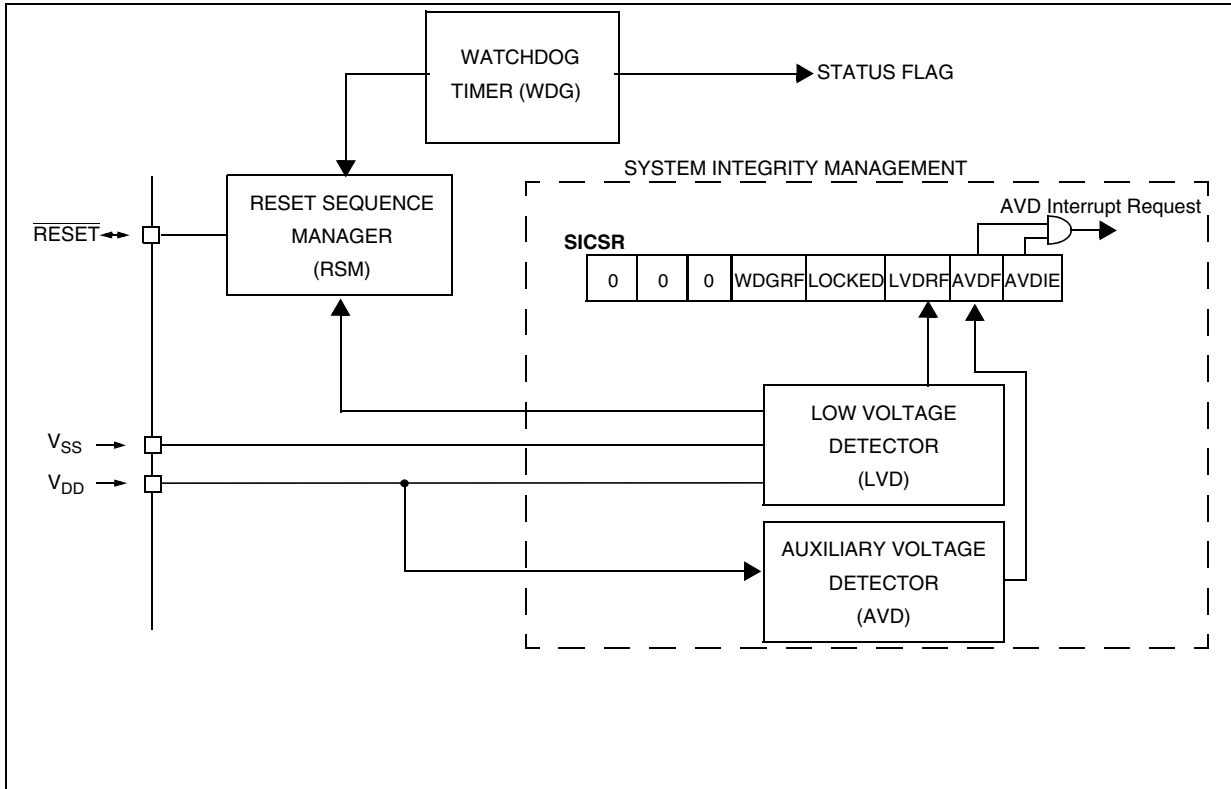 WATCHDOG
TIMER (WDG)
STATUS FLAG
SYSTEM INTEGRITY MANAGEMENT
RESET SEQUENCE
MANAGER
(RSM)
RESET
AVD Interrupt Request
SICSR
0 0 0 WDGRF LOCKED LVDRF AVDF AVDIE
LOW VOLTAGE
DETECTOR
(LVD)
VSS
VDD
AUXILIARY VOLTAGE
DETECTOR
(AVD)